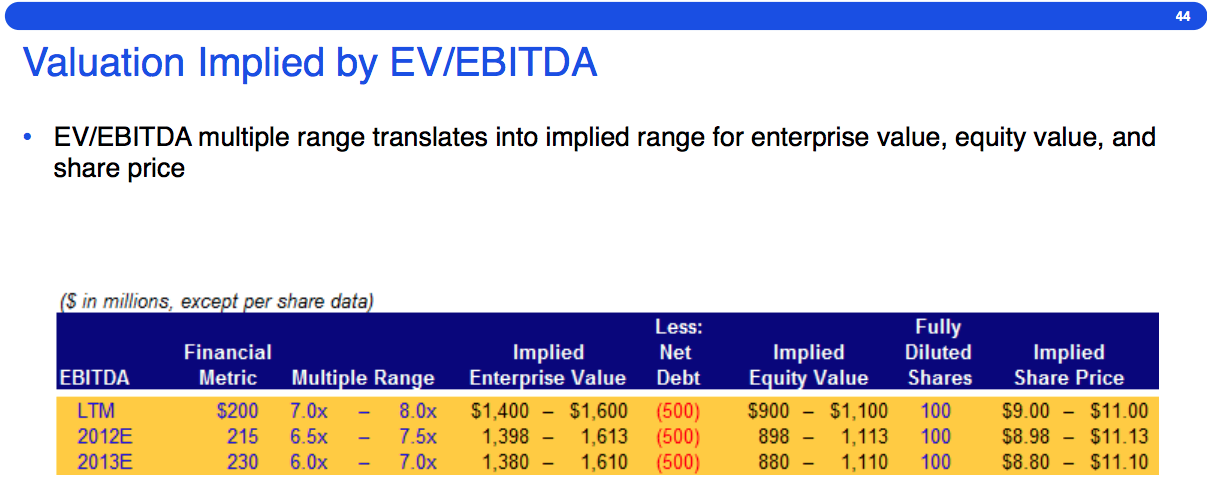 44
Valuation Implied by EV/EBITDA
• EV/EBITDA multiple range translates into implied range for enterprise value, equity value, and
share price
($ in millions, except per share data)
Less: Fully
Financial Implied Net Implied Diluted Implied
EBITDA Metric Multiple Range Enterprise Value Debt Equity Value Shares Share Price
LTM $200 7.0x – 8.0x $1,400 – $1,600 (500) $900 – $1,100 100 $9.00 – $11.00
2012E 215 6.5x – 7.5x 1,398 – 1,613 (500) 898 – 1,113 100 $8.98 – $11.13
2013E 230 6.0x – 7.0x 1,380 – 1,610 (500) 880 – 1,110 100 $8.80 – $11.10